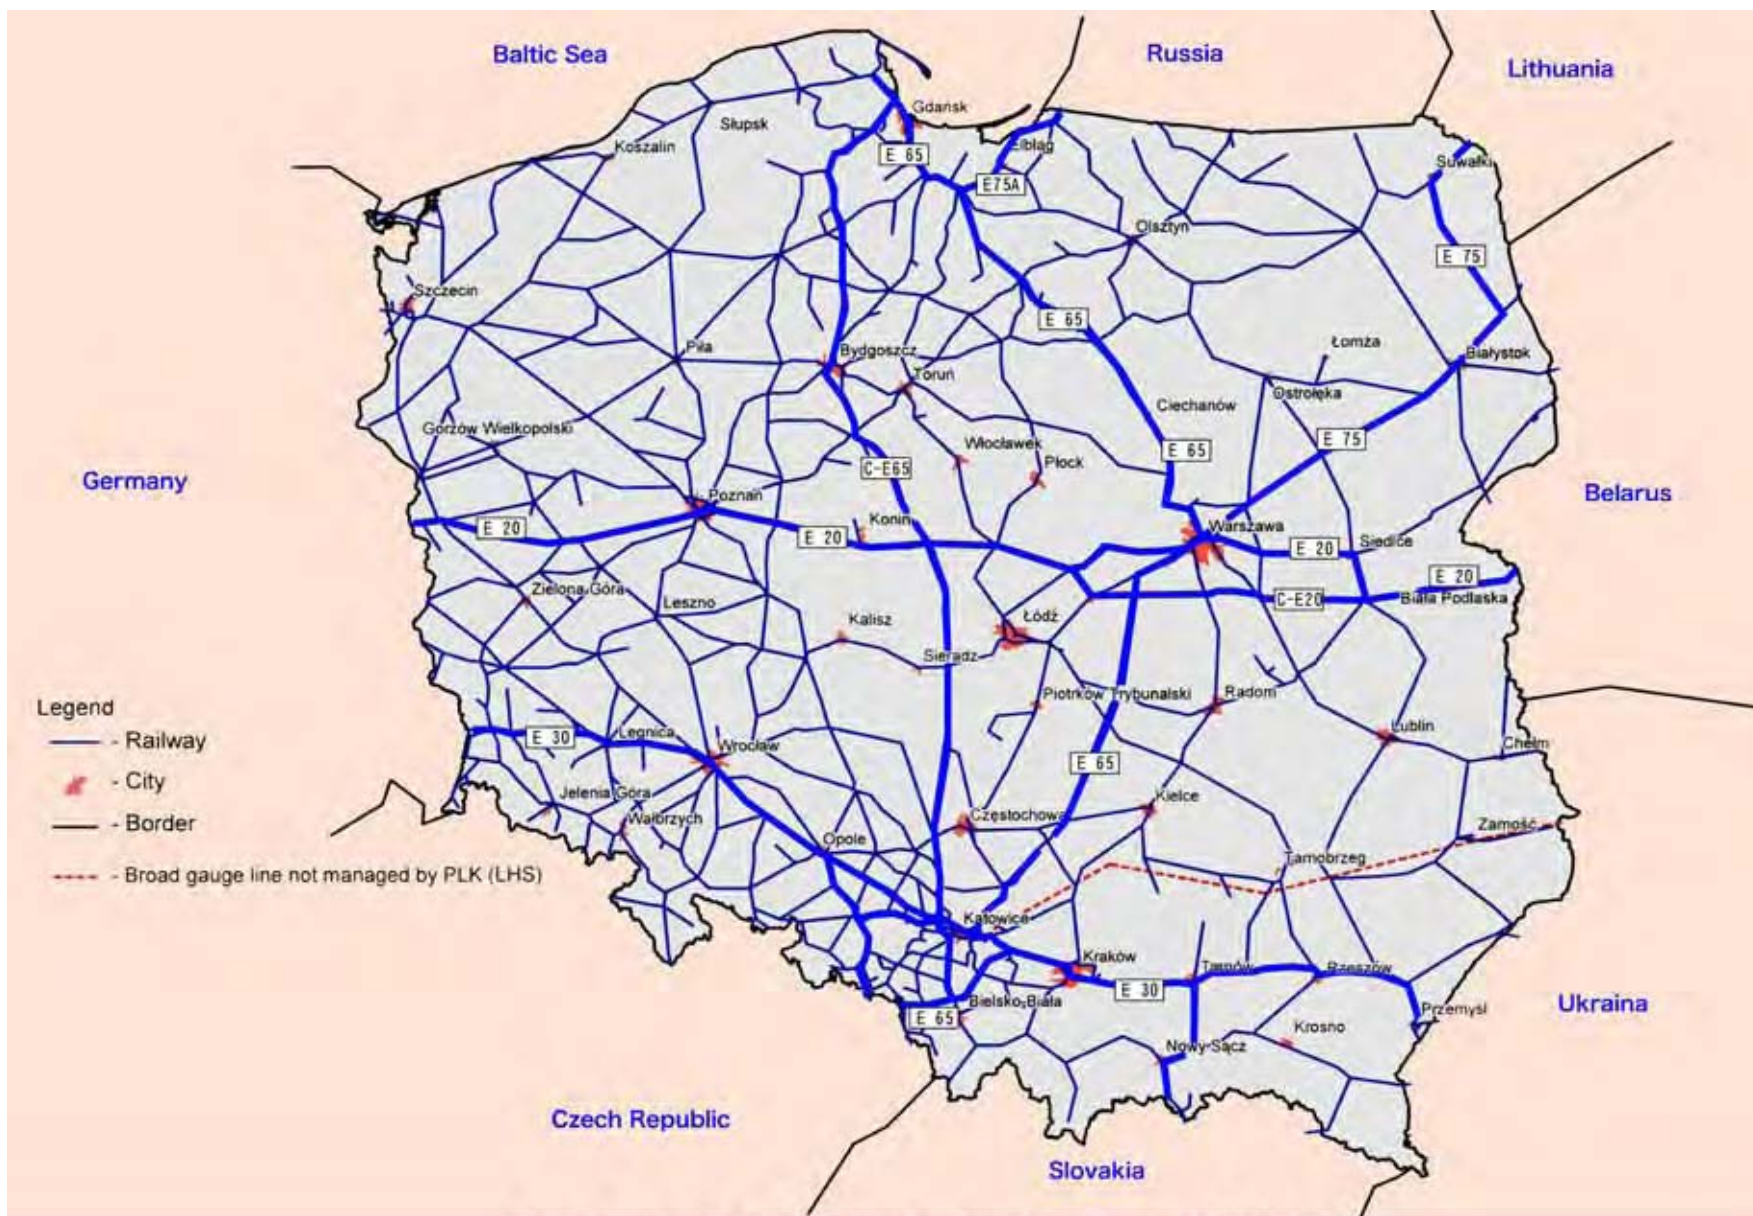 Baltic Sea
Russia
Lithuania
Gdańsk
Słupsk
Koszalin
Elbląg
E 65
E75A
Suwałki
Olsztyn
E 75
Szczecin
E 65
Piła
Bydgoszcz
Łomża
Białystok
Toruń
Ostrołęka
Ciechanów
Gorzów Wielkopolski
E 75
Włocławek
E 65
Płock
C-E65
Germany
Belarus
Poznań
Konin
Warszawa
E 20
E 20
E 20
Siedlce
E 20
Zielona Góra
Leszno
C-E20
Biała Podlaska
Kalisz
Łódź
Sieradz
Piotrków Trybunalski
Radom
Legend
- Railway
- City
- Border
- Broad gauge line not managed by PLK (LHS)
Lublin
Chełm
E 30
Legnica
Wrocław
E 65
Jelenia Góra
Wałbrzych
Częstochowa
Kielce
Zamość
Opole
Tarnobrzeg
Katowice
Kraków
Tarnów
Rzeszów
E 30
Bielsko-Biała
E 65
Przemyśl
Ukraina
Krosno
Nowy-Sącz
Czech Republic
Slovakia